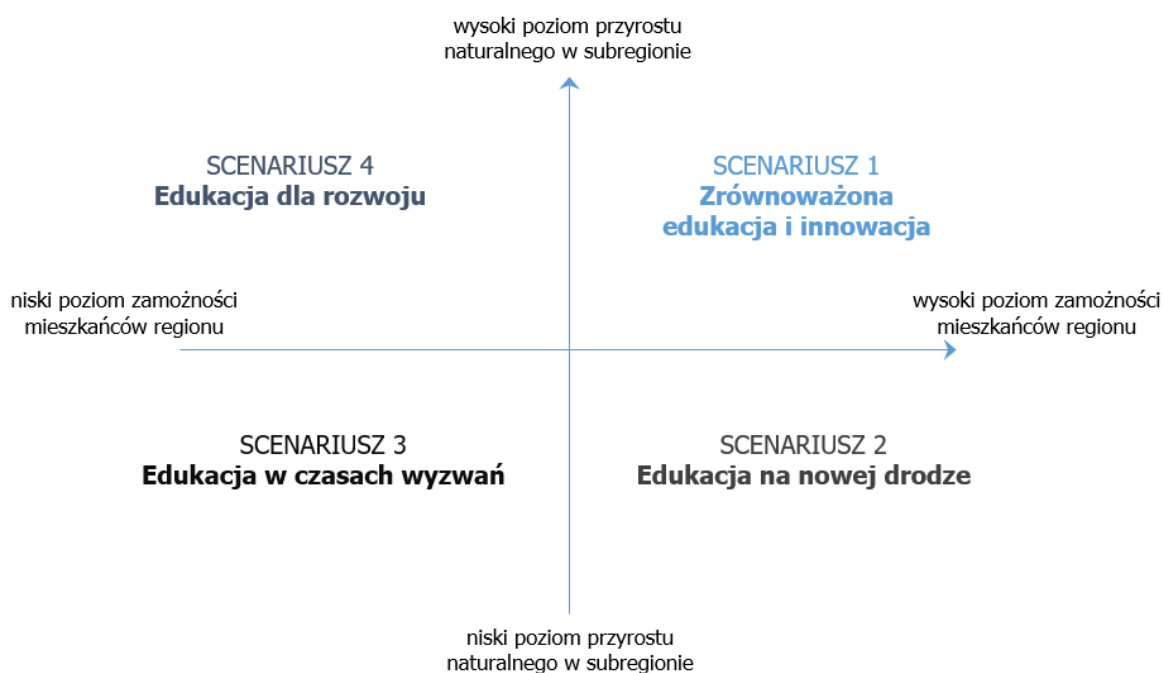 wysoki poziom przyrostu
naturalnego w subregionie
SCENARIUSZ 4
Edukacja dla rozwoju
SCENARIUSZ 1
Zrównoważona
edukacja i innowacja
niski poziom zamożności
mieszkańców regionu
wysoki poziom zamożności
mieszkańców regionu
SCENARIUSZ 3
Edukacja w czasach wyzwań
SCENARIUSZ 2
Edukacja na nowej drodze
niski poziom przyrostu
naturalnego w subregionie